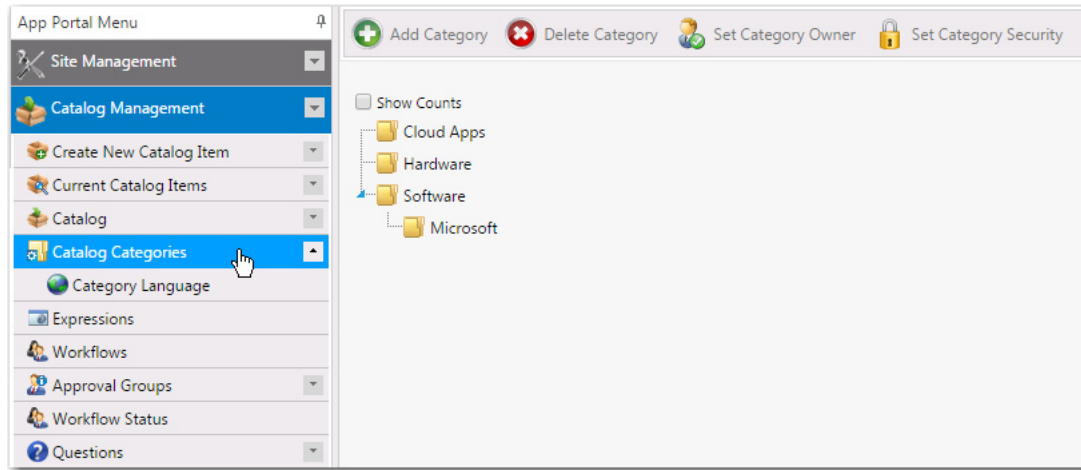 App Portal Menu
Site Management
Catalog Management
Create New Catalog Item
Current Catalog Items
Catalog
Catalog Categories
Category Language
Expressions
Workflows
Approval Groups
Workflow Status
Questions
Add Category Delete Category Set Category Owner Set Category Security
Show Counts
Cloud Apps
Hardware
Software
Microsoft